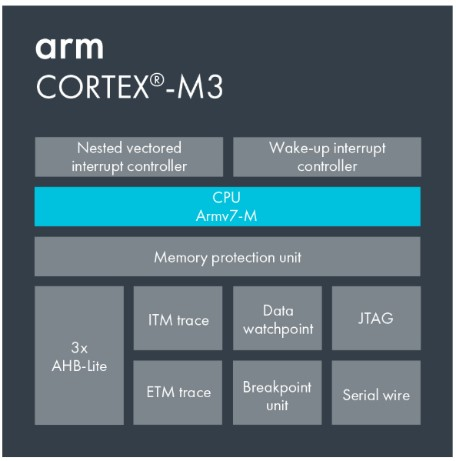 arm
CORTEX®-M3
Nested vectored
interrupt controller
Wake-up interrupt
controller
CPU
Armv7-M
Memory protection unit
3x
AHB-Lite
ITM trace
Data
watchpoint
JTAG
ETM trace
Breakpoint
unit
Serial wire